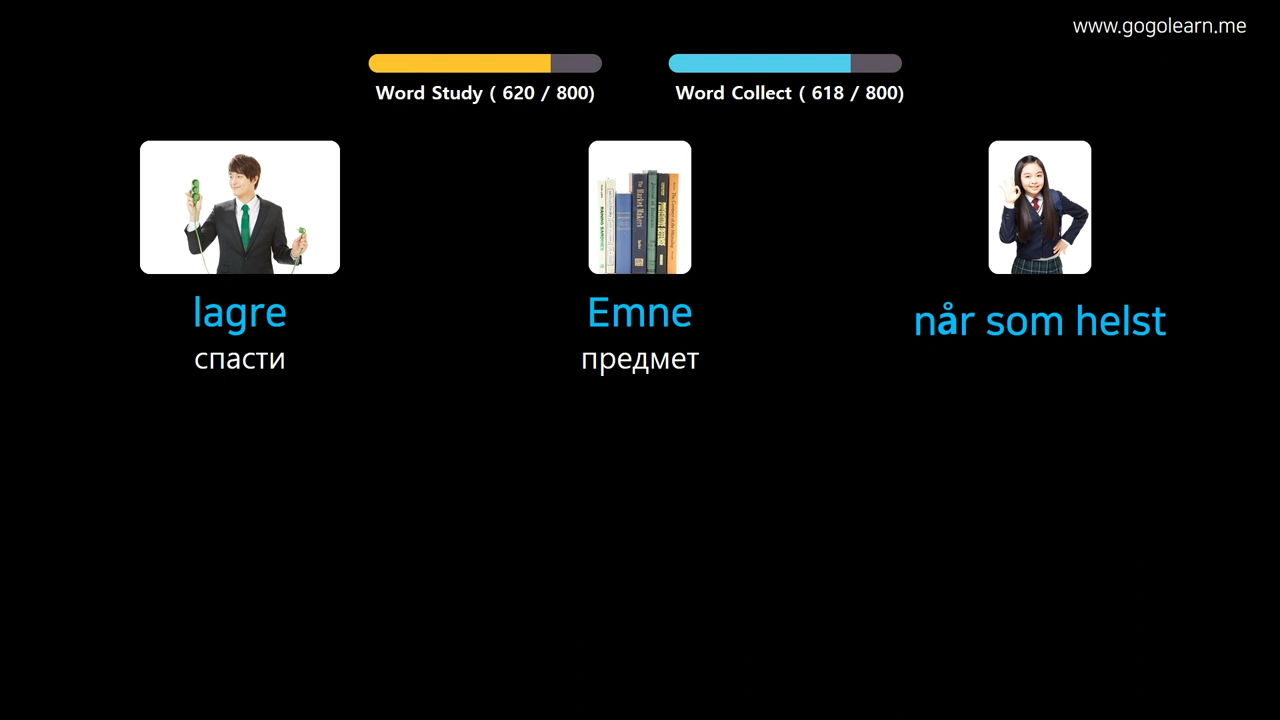 www.gogolearn.me
Word Study ( 620 / 800)
Word Collect ( 618 / 800)
lagre
спасти
Emne
предмет
når som helst